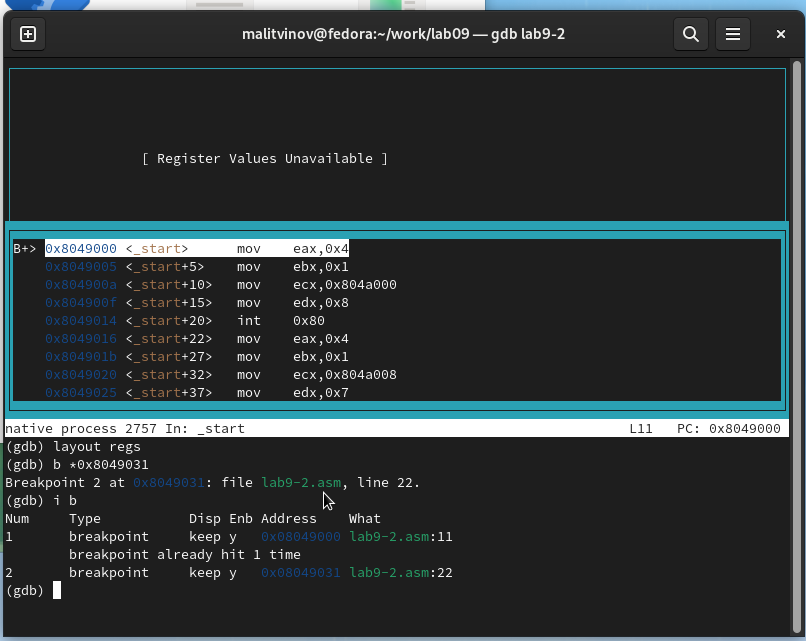 malitvinov@fedora:~/work/lab09 — gdb lab9-2
[ Register Values Unavailable ]
B+> 0x8049000 <_start>      mov    eax,0x4
    0x8049005 <_start+5>    mov    ebx,0x1
    0x804900a <_start+10>   mov    ecx,0x804a000
    0x804900f <_start+15>   mov    edx,0x8
    0x8049014 <_start+20>   int    0x80
    0x8049016 <_start+22>   mov    eax,0x4
    0x804901b <_start+27>   mov    ebx,0x1
    0x8049020 <_start+32>   mov    ecx,0x804a008
    0x8049025 <_start+37>   mov    edx,0x7
native process 2757 In: _start                                                L11   PC: 0x8049000
(gdb) layout regs
(gdb) b *0x8049031
Breakpoint 2 at 0x8049031: file lab9-2.asm, line 22.
(gdb) i b
Num     Type           Disp Enb Address    What
1       breakpoint     keep y   0x08049000 lab9-2.asm:11
        breakpoint already hit 1 time
2       breakpoint     keep y   0x08049031 lab9-2.asm:22
(gdb)